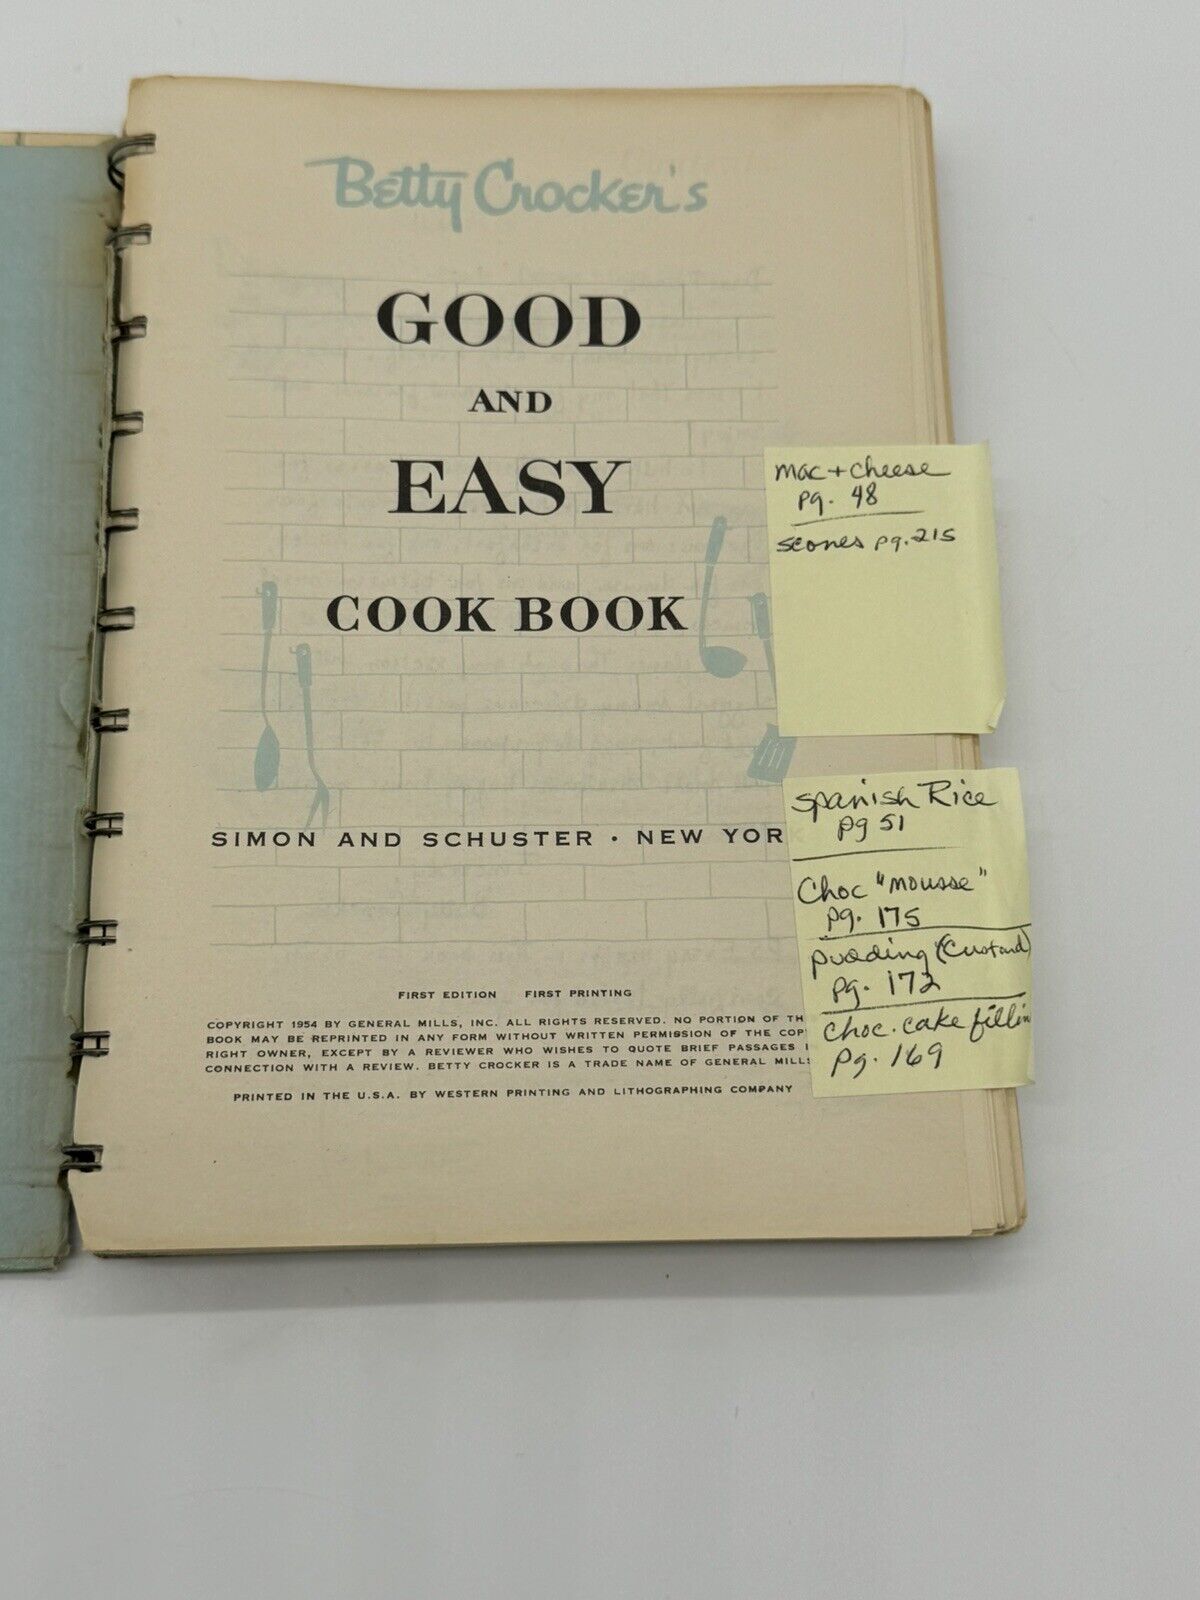 Betty Crocker's
GOOD
AND
EASY
COOK BOOK
SIMON AND SCHUSTER • NEW YOR
FIRST EDITION FIRST PRINTING
COPYRIGHT 1954 BY GENERAL MILLS, INC. ALL RIGHTS RESERVED. NO PORTION OF TH
BOOK MAY BE REPRINTED IN ANY FORM WITHOUT WRITTEN PERMISSION OF THE COP
RIGHT OWNER, EXCEPT BY A REVIEWER WHO WISHES TO QUOTE BRIEF PASSAGES I
CONNECTION WITH A REVIEW. BETTY CROCKER IS A TRADE NAME OF GENERAL MILLS
PRINTED IN THE U.S.A. BY WESTERN PRINTING AND LITHOGRAPHING COMPANY
mac + cheese
pg. 48
scones pg. 215
Spanish Rice
pg 51
Choc "mousse"
pg. 175
pudding (Custard)
pg. 172
choc. cake fillin
pg. 169